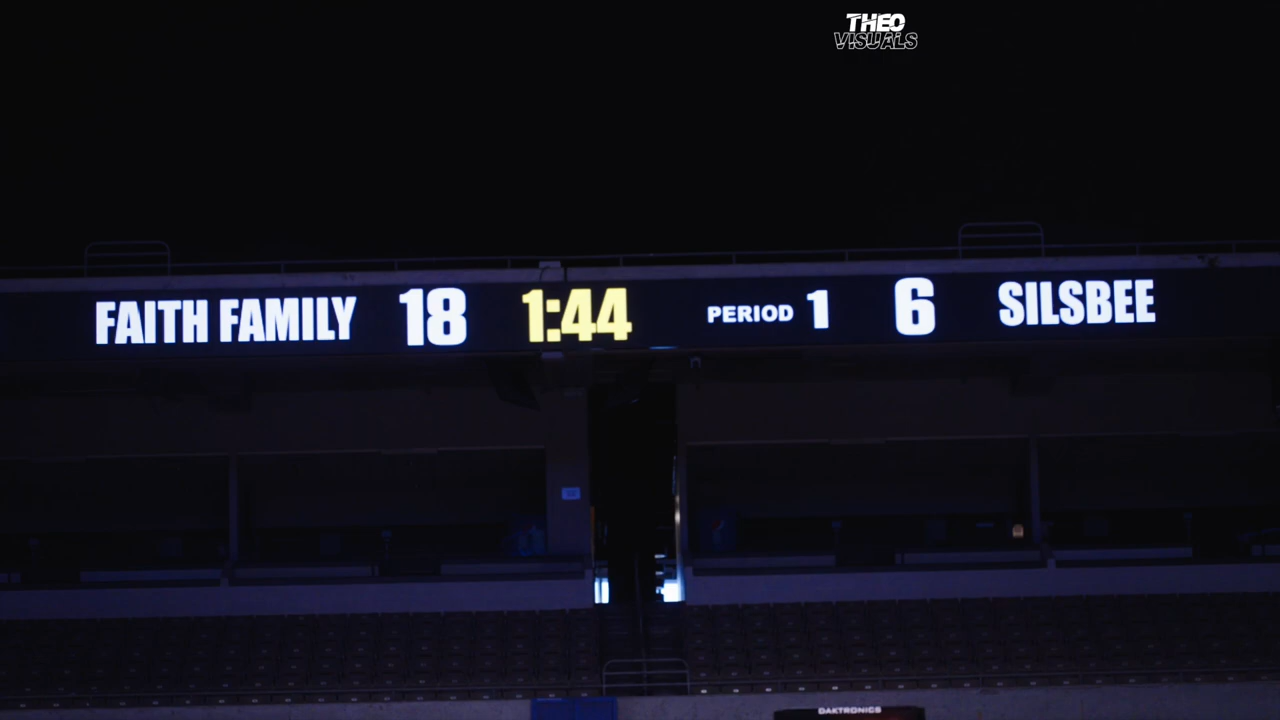 THEO
VISUALS
FAITH FAMILY 18 1:44 PERIOD 1 6 SILSBEE
DAKTRONICS